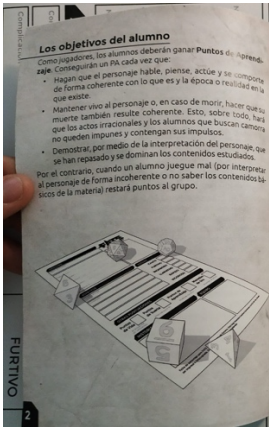 Complicacio
Co
Los objetivos del alumno
Como jugadores, los alumnos deberán ganar Puntos de Aprendi-
zaje. Conseguirán un PA cada vez que:
• Hagan que el personaje hable, piense, actúe y se comporte
de forma coherente con lo que es y la época o realidad en la
que existe.
• Mantener vivo al personaje o, en caso de morir, hacer que su
muerte también resulte coherente. Esto, sobre todo, hará
que los actos irracionales y los alumnos que buscan camorra
no queden impunes y contengan sus impulsos.
• Demostrar, por medio de la interpretación del personaje, que
se han repasado y se dominan los contenidos estudiados.
Por el contrario, cuando un alumno juegue mal (por interpretar
al personaje de forma incoherente o no saber los contenidos bá-
sicos de la materia) restará puntos al grupo.
6
FURTIVO
2